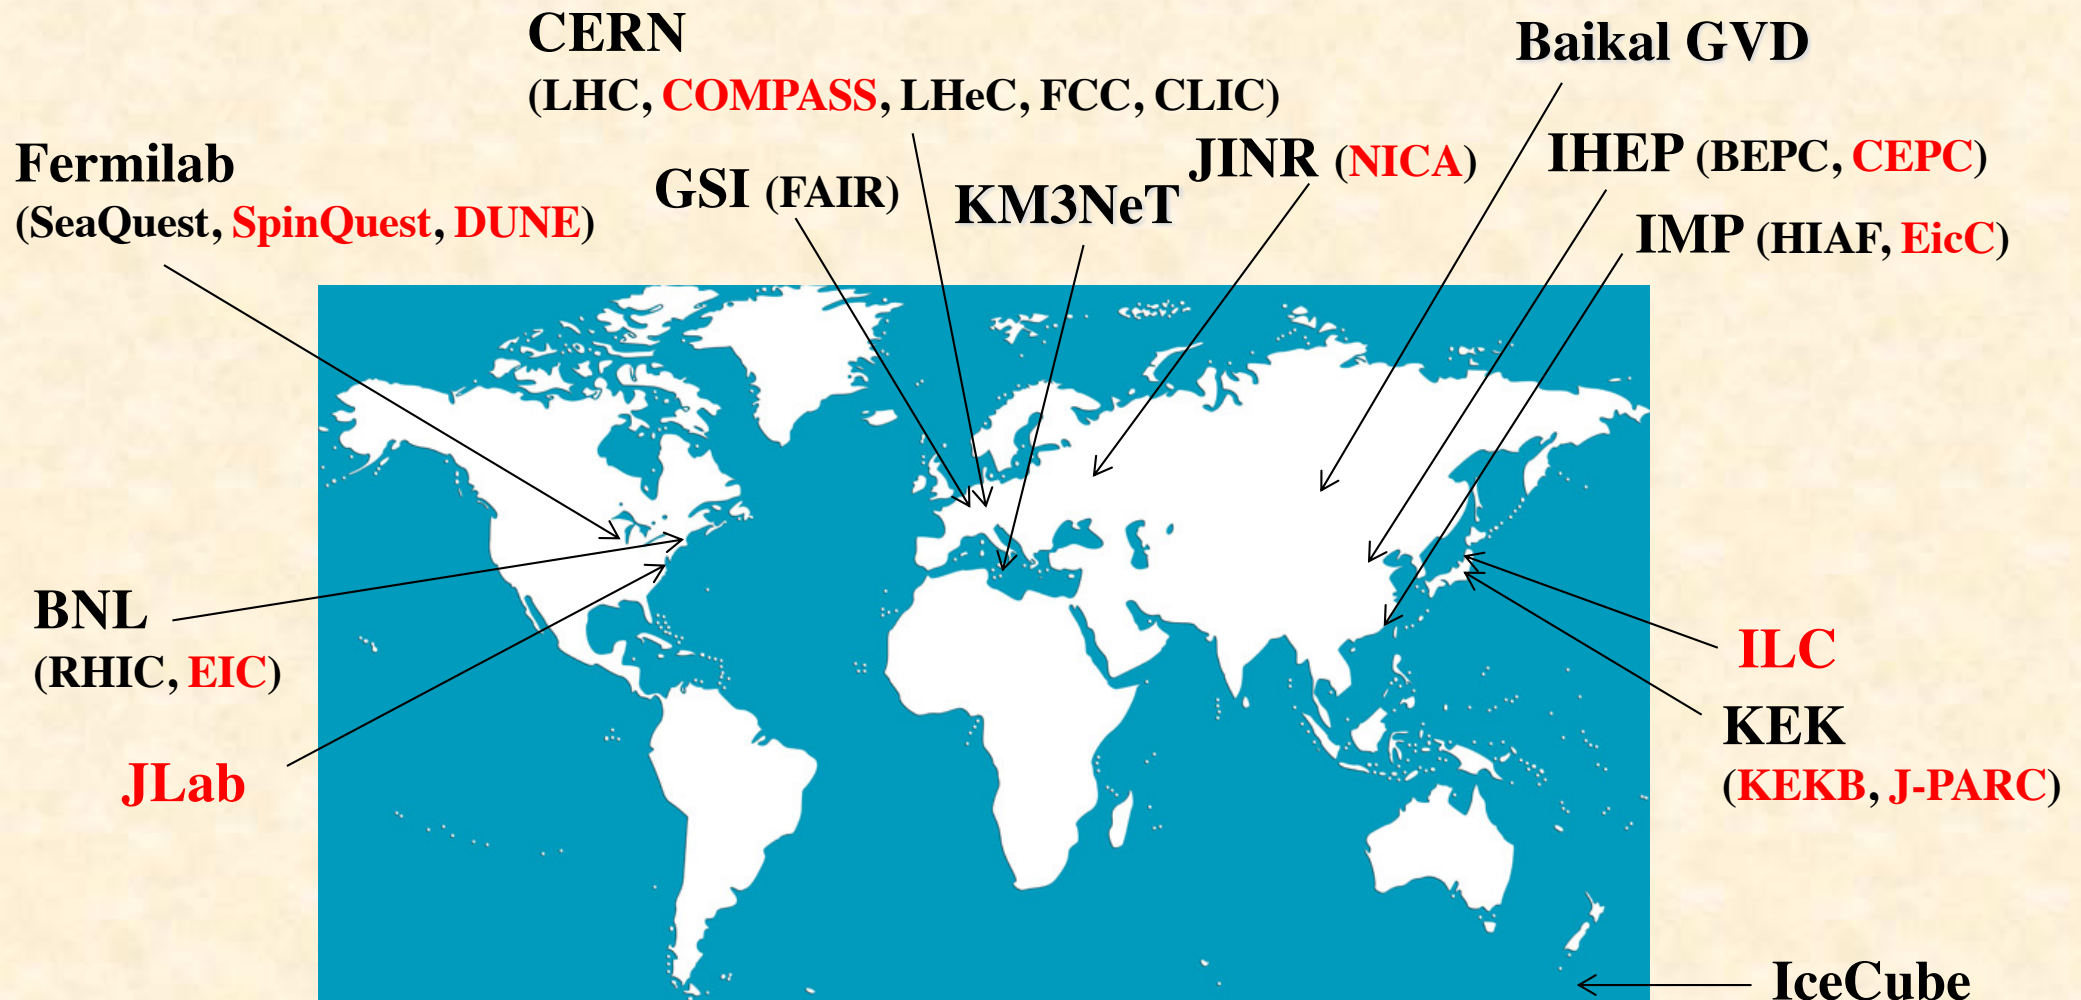 CERN
(LHC, COMPASS, LHeC, FCC, CLIC)
Baikal GVD
Fermilab
(SeaQuest, SpinQuest, DUNE)
GSI (FAIR)
KM3NeT
JINR (NICA)
IHEP (BEPC, CEPC)
IMP (HIAF, EicC)
BNL
(RHIC, EIC)
JLab
ILC
KEK
(KEKB, J-PARC)
IceCube